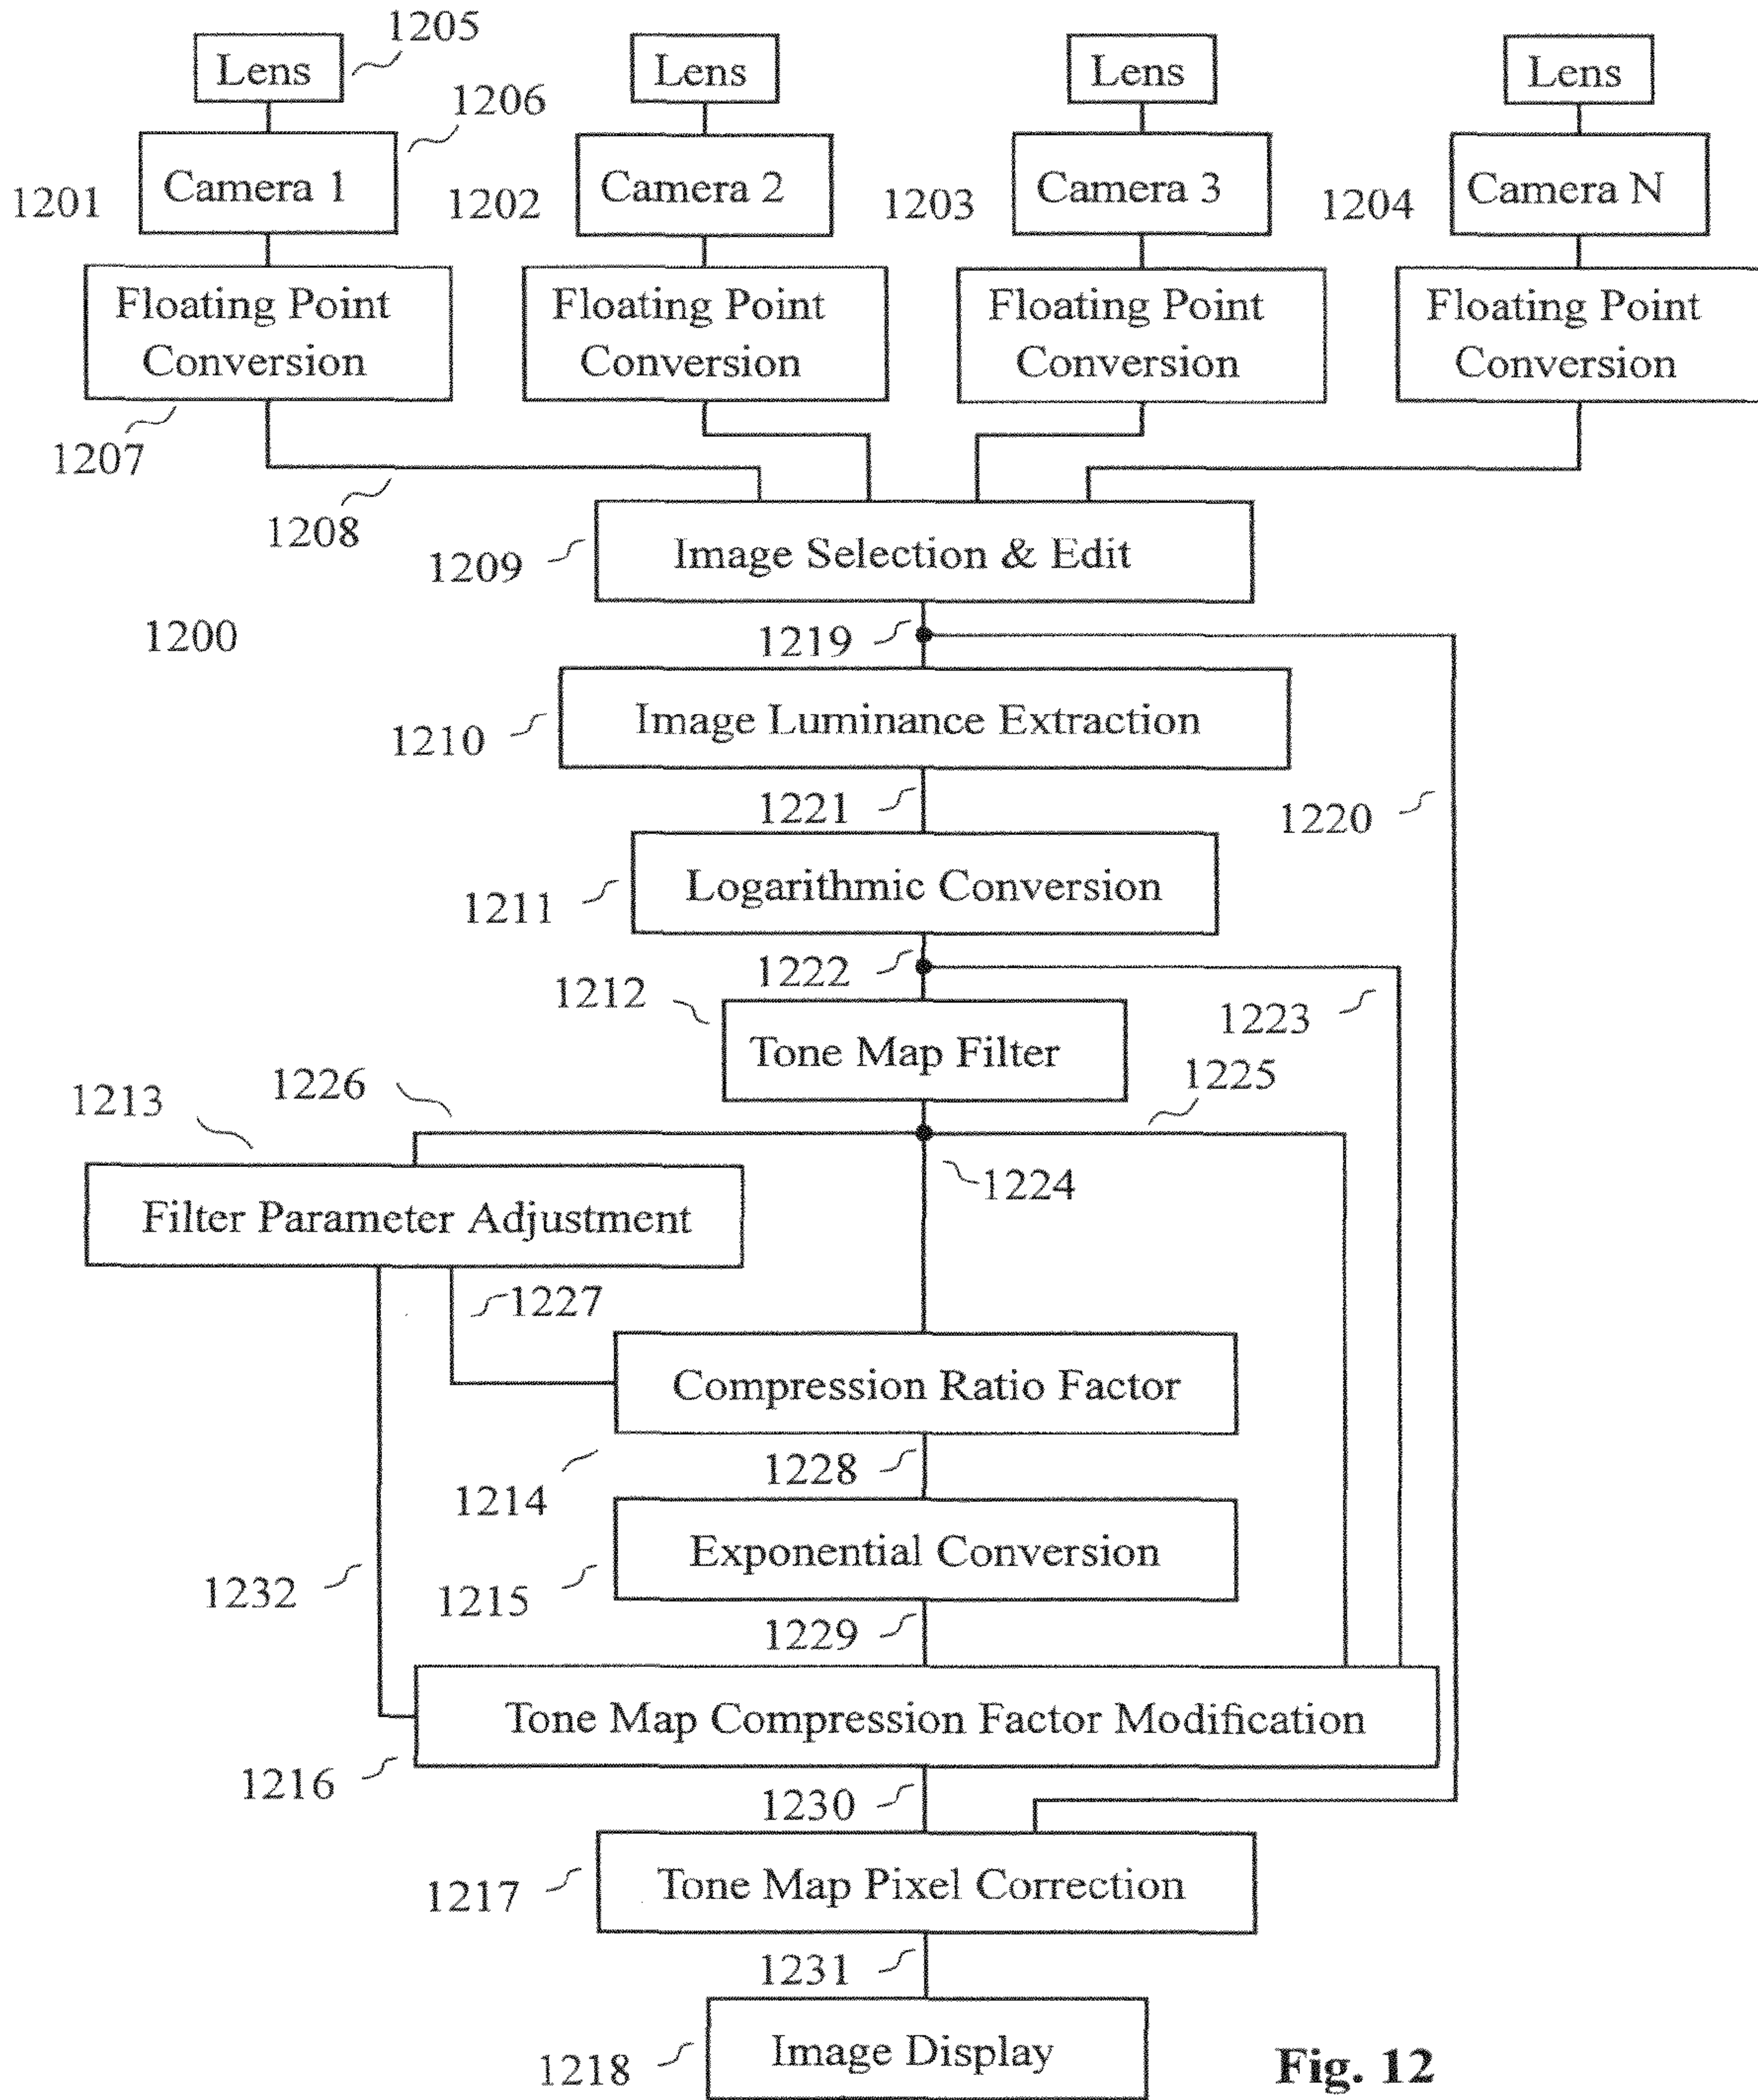 1205
Lens Lens Lens Lens
1206
1201 Camera 1 1202 Camera 2 1203 Camera 3 1204 Camera N
Floating Point Floating Point Floating Point Floating Point
Conversion Conversion Conversion Conversion
1207
1208
1209 Image Selection & Edit
1200
1219
1210 Image Luminance Extraction
1221
1220
1211 Logarithmic Conversion
1222
1212
1223
Tone Map Filter
1226
1225
1213
1224
Filter Parameter Adjustment
1227
Compression Ratio Factor
1228
1214
Exponential Conversion
1232
1215
1229
Tone Map Compression Factor Modification
1216
1230
1217 Tone Map Pixel Correction
1231
1218 Image Display
Fig. 12